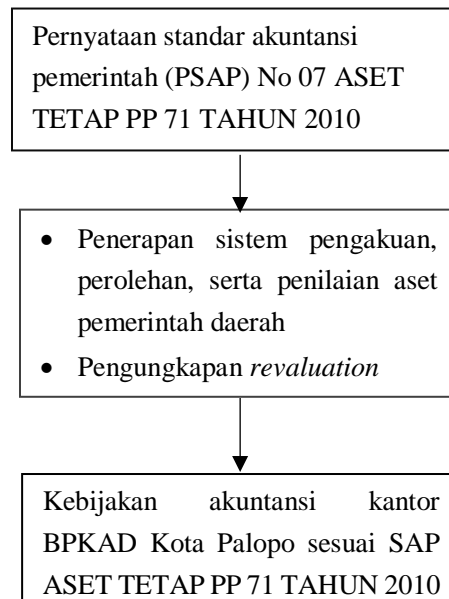 Pernyataan standar akuntansi
pemerintah (PSAP) No 07 ASET
TETAP PP 71 TAHUN 2010
• Penerapan sistem pengakuan,
perolehan, serta penilaian aset
pemerintah daerah
• Pengungkapan revaluation
Kebijakan akuntansi kantor
BPKAD Kota Palopo sesuai SAP
ASET TETAP PP 71 TAHUN 2010